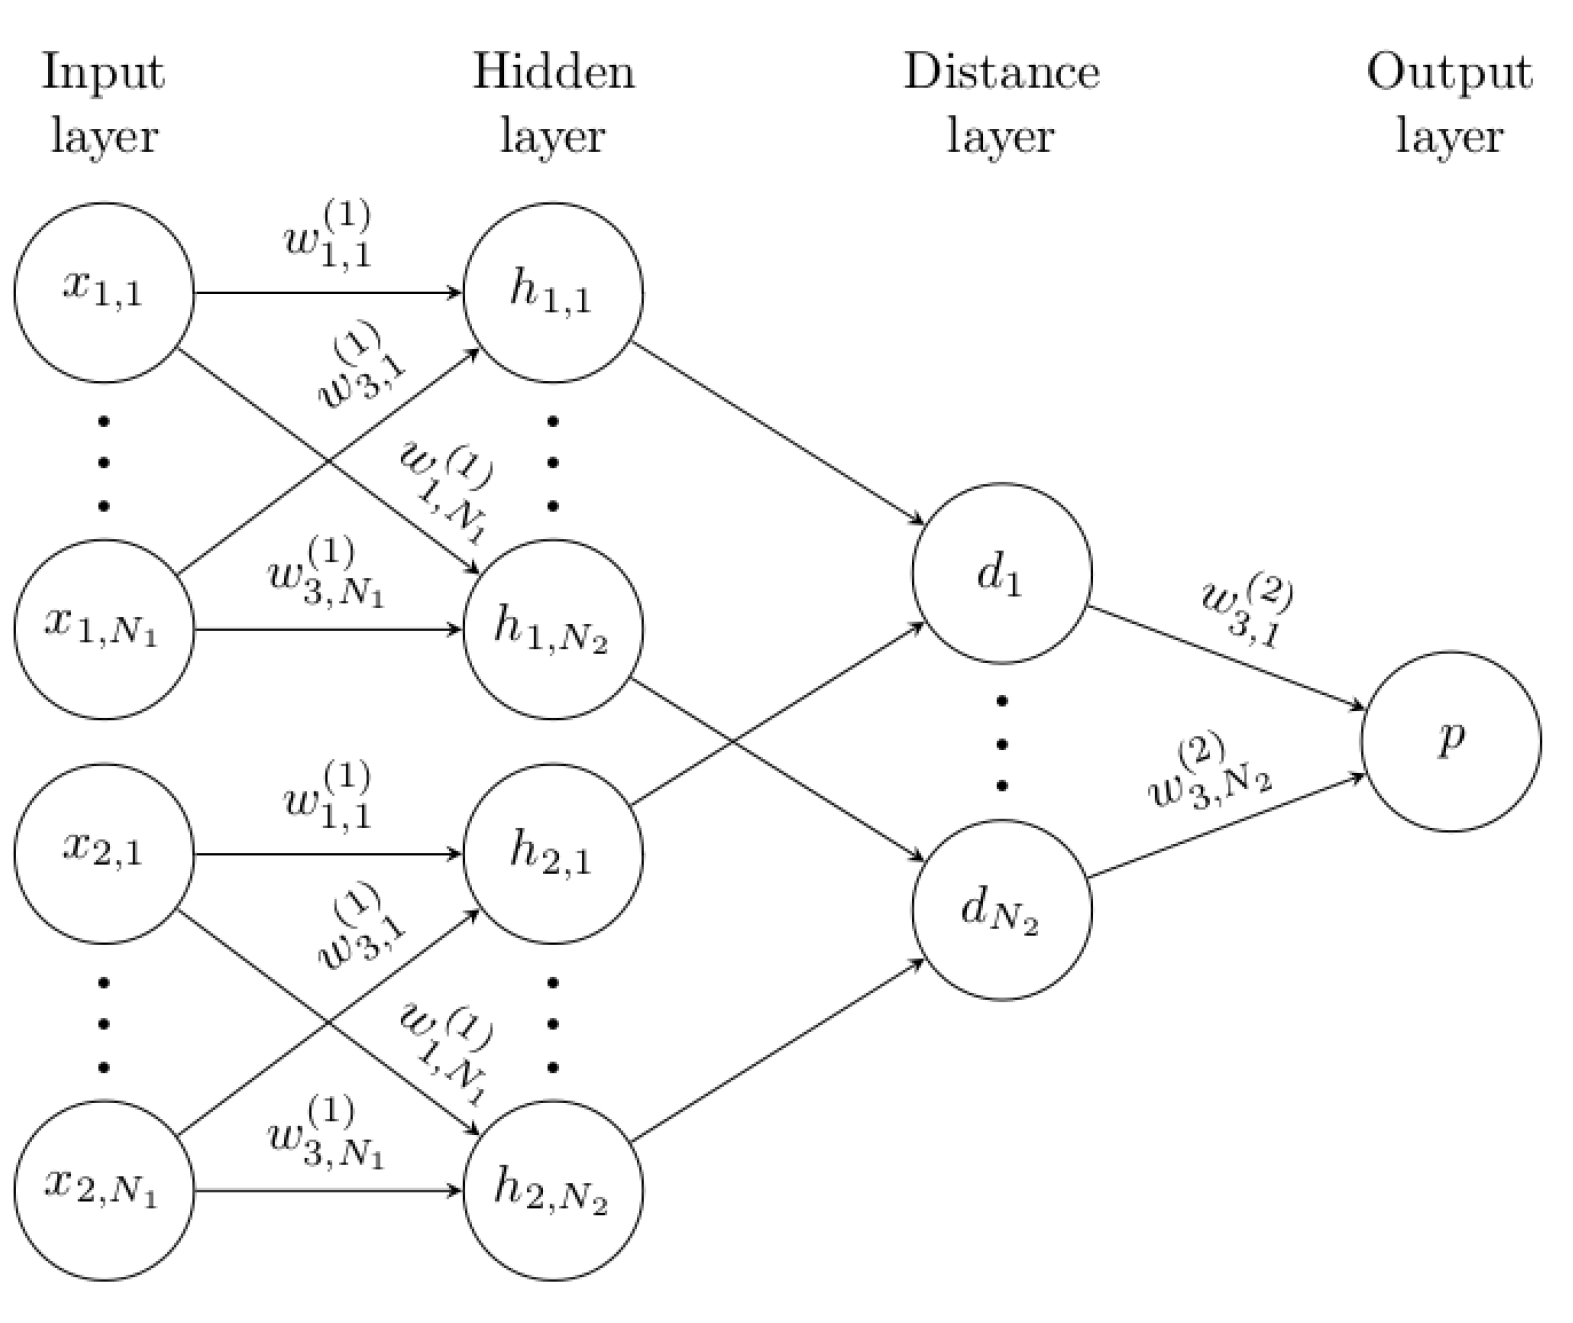 Input layer
Hidden layer
Distance layer
Output layer
x_{1,1}
w_{1,1}^{(1)}
h_{1,1}
w_{3,1}^{(1)}
w_{1,N_1}^{(1)}
x_{1,N_1}
w_{3,N_1}^{(1)}
h_{1,N_2}
d_1
w_{3,1}^{(2)}
p
w_{3,N_2}^{(2)}
x_{2,1}
w_{1,1}^{(1)}
h_{2,1}
d_{N_2}
w_{3,1}^{(1)}
w_{1,N_1}^{(1)}
x_{2,N_1}
w_{3,N_1}^{(1)}
h_{2,N_2}